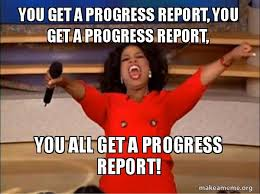 YOU GET A PROGRESS REPORT, YOU
GET A PROGRESS REPORT,
YOU ALL GET A PROGRESS
REPORT!
makeameme.org